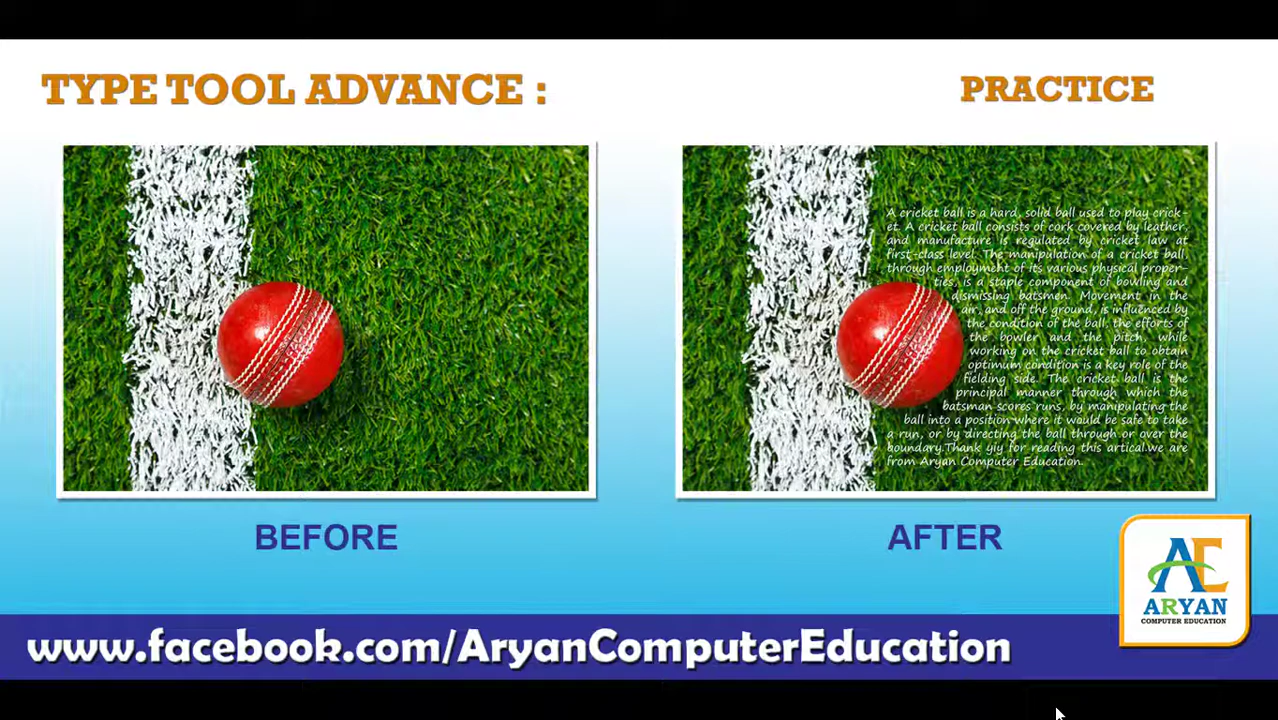 TYPE TOOL ADVANCE :
PRACTICE
A cricket ball is a hard, solid ball used to play crick-
et. A cricket ball consists of cork covered by leather,
and manufacture is regulated by cricket law at
first-class level. The manipulation of a cricket ball,
through employment of its various physical proper-
ties, is a staple component of bowling and
dismissing batsmen. Movement in the
air, and off the ground, is influenced by
the condition of the ball, the efforts of
the bowler and the pitch, while
working on the cricket ball to obtain
optimum condition is a key role of the
fielding side. The cricket ball is the
principal manner through which the
batsman scores runs, by manipulating the
ball into a position where it would be safe to take
a run, or by directing the ball through or over the
boundary.Thank yiy for reading this artical.we are
from Aryan Computer Education.
BEFORE
AFTER
AC
ARYAN
COMPUTER EDUCATION
www.facebook.com/AryanComputerEducation